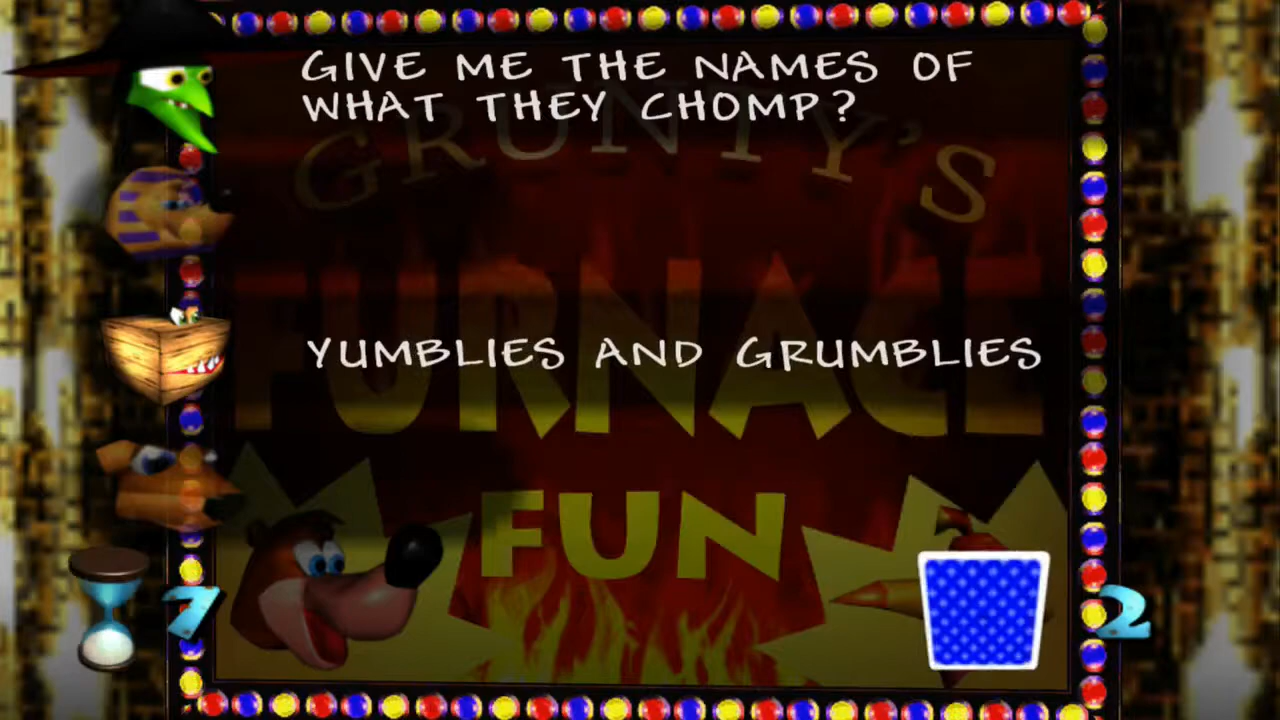 GIVE ME THE NAMES OF
WHAT THEY CHOMP?
GRUNTY'S
YUMBLIES AND GRUMBLIES
FURNACE
FUN
7
2